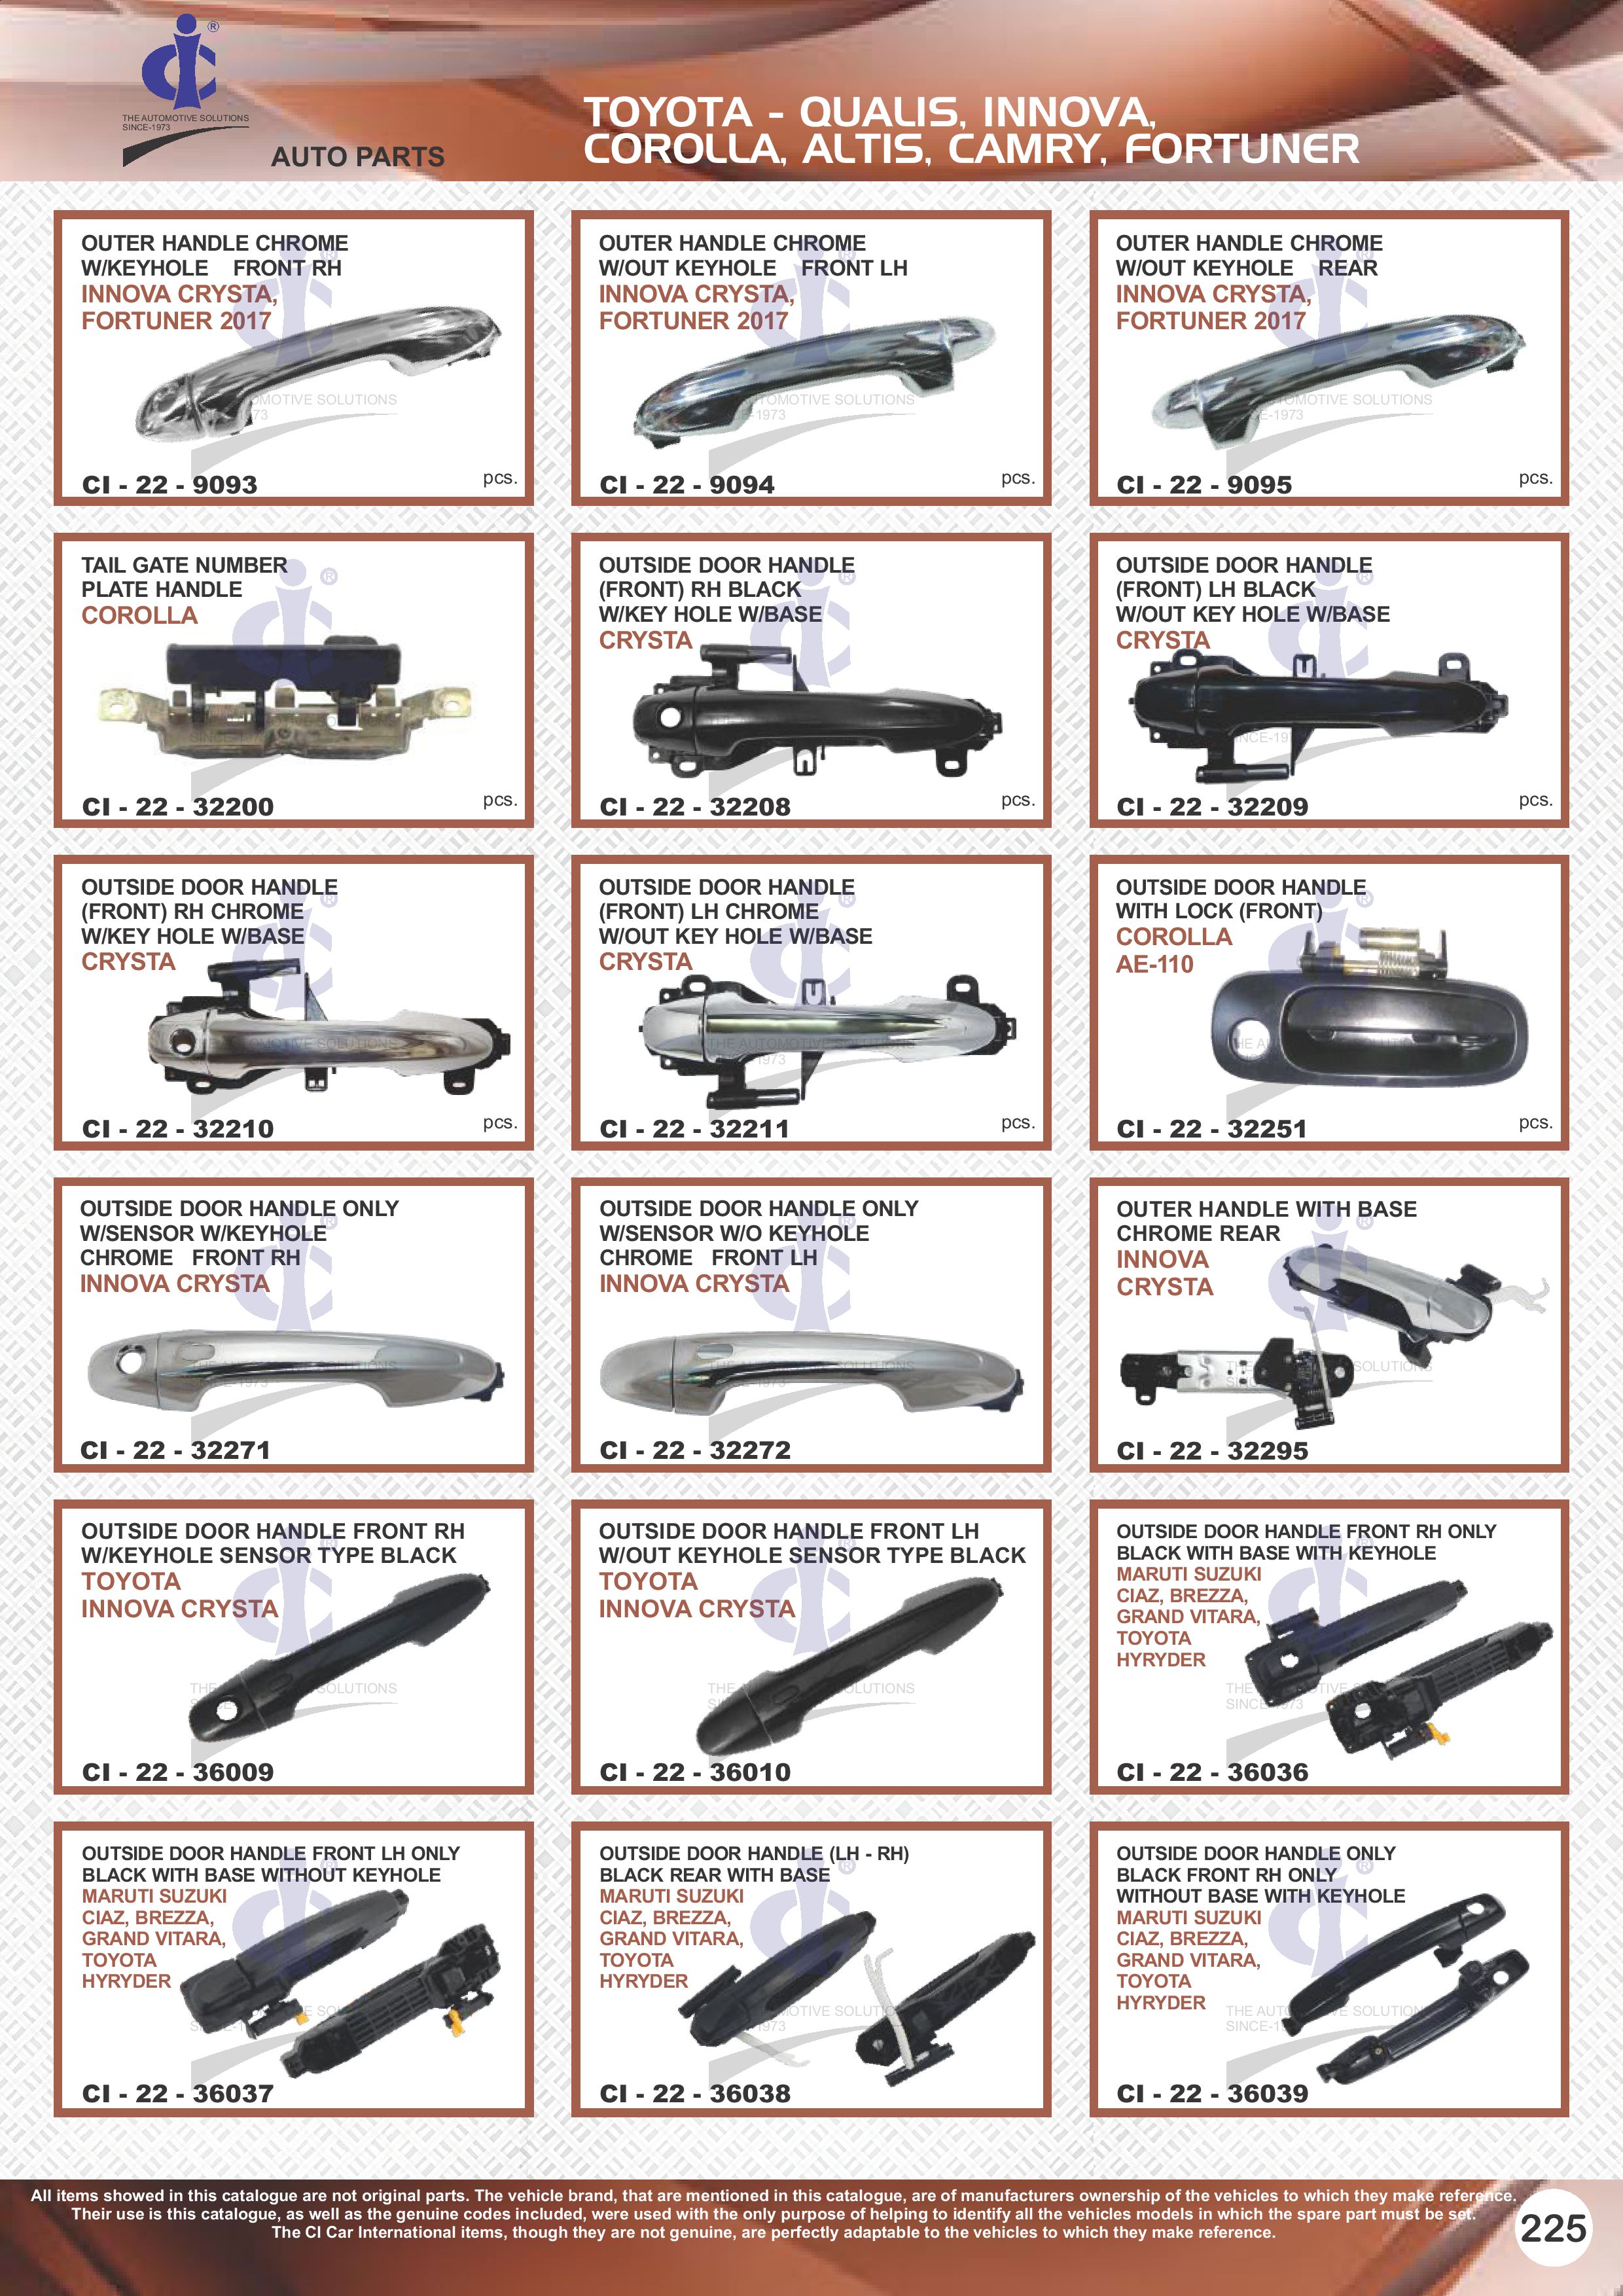 ®
THE AUTOMOTIVE SOLUTIONS
SINCE-1973
AUTO PARTS
TOYOTA - QUALIS, INNOVA,
COROLLA, ALTIS, CAMRY, FORTUNER
OUTER HANDLE CHROME
W/KEYHOLE FRONT RH
INNOVA CRYSTA,
FORTUNER 2017
CI - 22 - 9093
pcs.
OUTER HANDLE CHROME
W/OUT KEYHOLE FRONT LH
INNOVA CRYSTA,
FORTUNER 2017
CI - 22 - 9094
pcs.
OUTER HANDLE CHROME
W/OUT KEYHOLE REAR
INNOVA CRYSTA,
FORTUNER 2017
CI - 22 - 9095
pcs.
TAIL GATE NUMBER
PLATE HANDLE
COROLLA
CI - 22 - 32200
pcs.
OUTSIDE DOOR HANDLE
(FRONT) RH BLACK
W/KEY HOLE W/BASE
CRYSTA
CI - 22 - 32208
pcs.
OUTSIDE DOOR HANDLE
(FRONT) LH BLACK
W/OUT KEY HOLE W/BASE
CRYSTA
CI - 22 - 32209
pcs.
OUTSIDE DOOR HANDLE
(FRONT) RH CHROME
W/KEY HOLE W/BASE
CRYSTA
CI - 22 - 32210
pcs.
OUTSIDE DOOR HANDLE
(FRONT) LH CHROME
W/OUT KEY HOLE W/BASE
CRYSTA
CI - 22 - 32211
pcs.
OUTSIDE DOOR HANDLE
WITH LOCK (FRONT)
COROLLA
AE-110
CI - 22 - 32251
pcs.
OUTSIDE DOOR HANDLE ONLY
W/SENSOR W/KEYHOLE
CHROME FRONT RH
INNOVA CRYSTA
CI - 22 - 32271
OUTSIDE DOOR HANDLE ONLY
W/SENSOR W/O KEYHOLE
CHROME FRONT LH
INNOVA CRYSTA
CI - 22 - 32272
OUTER HANDLE WITH BASE
CHROME REAR
INNOVA
CRYSTA
CI - 22 - 32295
OUTSIDE DOOR HANDLE FRONT RH
W/KEYHOLE SENSOR TYPE BLACK
TOYOTA
INNOVA CRYSTA
CI - 22 - 36009
OUTSIDE DOOR HANDLE FRONT LH
W/OUT KEYHOLE SENSOR TYPE BLACK
TOYOTA
INNOVA CRYSTA
CI - 22 - 36010
OUTSIDE DOOR HANDLE FRONT RH ONLY
BLACK WITH BASE WITH KEYHOLE
MARUTI SUZUKI
CIAZ, BREZZA,
GRAND VITARA,
TOYOTA
HYRYDER
CI - 22 - 36036
OUTSIDE DOOR HANDLE FRONT LH ONLY
BLACK WITH BASE WITHOUT KEYHOLE
MARUTI SUZUKI
CIAZ, BREZZA,
GRAND VITARA,
TOYOTA
HYRYDER
CI - 22 - 36037
OUTSIDE DOOR HANDLE (LH - RH)
BLACK REAR WITH BASE
MARUTI SUZUKI
CIAZ, BREZZA,
GRAND VITARA,
TOYOTA
HYRYDER
CI - 22 - 36038
OUTSIDE DOOR HANDLE ONLY
BLACK FRONT RH ONLY
WITHOUT BASE WITH KEYHOLE
MARUTI SUZUKI
CIAZ, BREZZA,
GRAND VITARA,
TOYOTA
HYRYDER
CI - 22 - 36039
All items showed in this catalogue are not original parts. The vehicle brand, that are mentioned in this catalogue, are of manufacturers ownership of the vehicles to which they make reference.
Their use is this catalogue, as well as the genuine codes included, were used with the only purpose of helping to identify all the vehicles models in which the spare part must be set.
The CI Car International items, though they are not genuine, are perfectly adaptable to the vehicles to which they make reference.
225